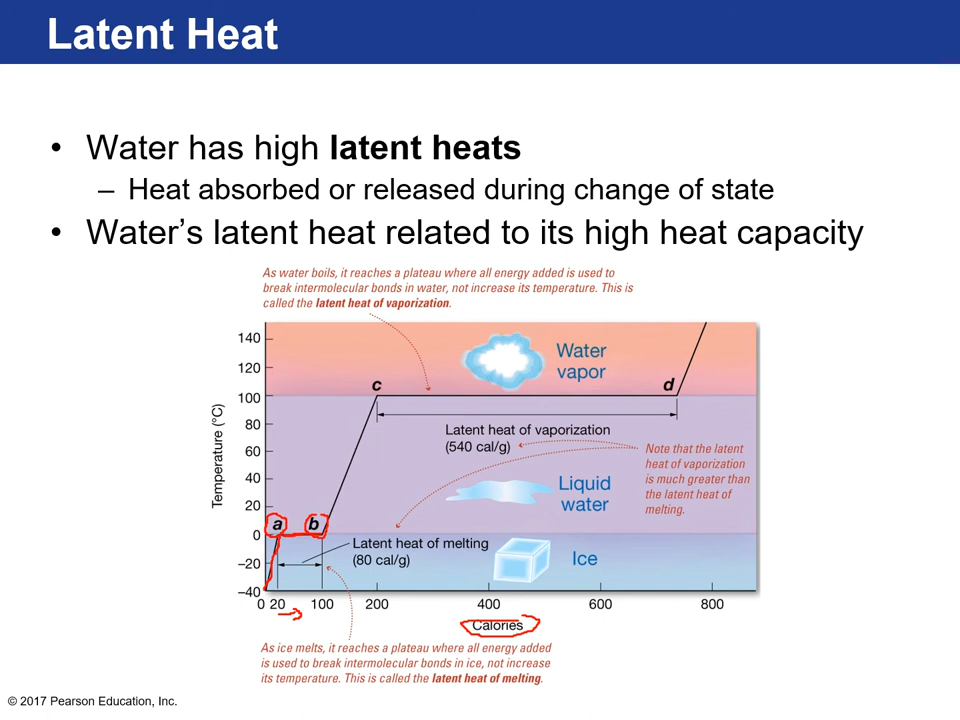 Latent Heat
• Water has high latent heats
– Heat absorbed or released during change of state
• Water's latent heat related to its high heat capacity
As water boils, it reaches a plateau where all energy added is used to
break intermolecular bonds in water, not increase its temperature. This is
called the latent heat of vaporization.
140
120
100
80
60
40
20
0
–20
–40
Temperature (°C)
Water
vapor
c
d
Latent heat of vaporization
(540 cal/g)
Note that the latent
heat of vaporization
is much greater than
the latent heat of
melting.
Liquid
water
a
b
Latent heat of melting
(80 cal/g)
Ice
0 20 100 200 400 600 800
Calories
As ice melts, it reaches a plateau where all energy added
is used to break intermolecular bonds in ice, not increase
its temperature. This is called the latent heat of melting.
© 2017 Pearson Education, Inc.